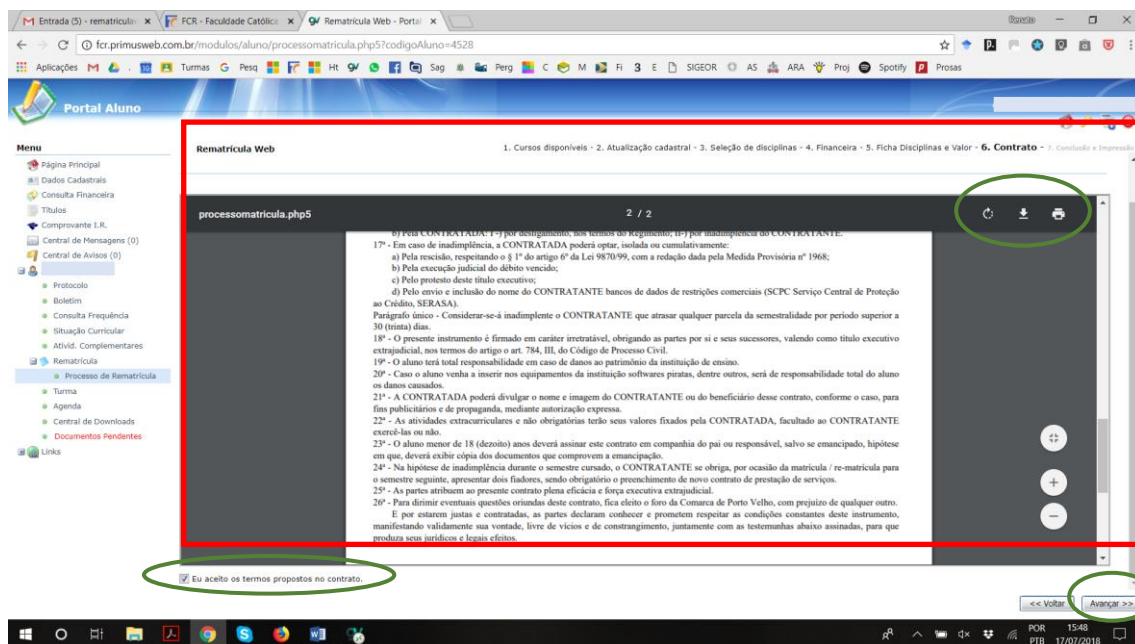 Entrada (5) - rematricula
FCR - Faculdade Católica
Rematrícula Web - Portal
Renato
fcr.primusweb.com.br/modulos/aluno/processomatricula.php5?codigoAluno=4528
Aplicações
Turmas
Pesq
Ht
Sag
Perg
C
M
Fi
3
E
SIGEOR
AS
ARA
Proj
Spotify
Prosas
Portal Aluno
Menu
Página Principal
Dados Cadastrais
Consulta Financeira
Títulos
Comprovante I.R.
Central de Mensagens (0)
Central de Avisos (0)
Protocolo
Boletim
Consulta Frequência
Situação Curricular
Ativid. Complementares
Rematrícula
Processo de Rematrícula
Turma
Agenda
Central de Downloads
Documentos Pendentes
Links
Rematrícula Web
1. Cursos disponíveis - 2. Atualização cadastral - 3. Seleção de disciplinas - 4. Financeira - 5. Ficha Disciplinas e Valor - 6. Contrato - 7. Conclusão e Impressão
processomatricula.php5
2 / 2
b) Pela CONTRATADA: I -) por desligamento, nos termos do Regimento; II-) por inadimplência do CONTRATANTE.
17ª - Em caso de inadimplência, a CONTRATADA poderá optar, isolada ou cumulativamente:
a) Pela rescisão, respeitando o § 1º do artigo 6º da Lei 9870/99, com a redação dada pela Medida Provisória nº 1968;
b) Pela execução judicial do débito vencido;
c) Pelo protesto deste título executivo;
d) Pelo envio e inclusão do nome do CONTRATANTE bancos de dados de restrições comerciais (SCPC Serviço Central de Proteção
ao Crédito, SERASA).
Parágrafo único - Considerar-se-á inadimplente o CONTRATANTE que atrasar qualquer parcela da semestralidade por período superior a
30 (trinta) dias.
18ª - O presente instrumento é firmado em caráter irretratável, obrigando as partes por si e seus sucessores, valendo como título executivo
extrajudicial, nos termos do artigo o art. 784, III, do Código de Processo Civil.
19ª - O aluno terá total responsabilidade em caso de danos ao patrimônio da instituição de ensino.
20ª - Caso o aluno venha a inserir nos equipamentos da instituição softwares piratas, dentre outros, será de responsabilidade total do aluno
os danos causados.
21ª - A CONTRATADA poderá divulgar o nome e imagem do CONTRATANTE ou do beneficiário desse contrato, conforme o caso, para
fins publicitários e de propaganda, mediante autorização expressa.
22ª - As atividades extracurriculares e não obrigatórias terão seus valores fixados pela CONTRATADA, facultado ao CONTRATANTE
exercê-las ou não.
23ª - O aluno menor de 18 (dezoito) anos deverá assinar este contrato em companhia do pai ou responsável, salvo se emancipado, hipótese
em que, deverá exibir cópia dos documentos que comprovem a emancipação.
24ª - Na hipótese de inadimplência durante o semestre cursado, o CONTRATANTE se obriga, por ocasião da matrícula / re-matrícula para
o semestre seguinte, apresentar dois fiadores, sendo obrigatório o preenchimento de novo contrato de prestação de serviços.
25ª - As partes atribuem ao presente contrato plena eficácia e força executiva extrajudicial.
26ª - Para dirimir eventuais questões oriundas deste contrato, fica eleito o foro da Comarca de Porto Velho, com prejuízo de qualquer outro.
E por estarem justas e contratadas, as partes declaram conhecer e prometem respeitar as condições constantes deste instrumento,
manifestando validamente sua vontade, livre de vícios e de constrangimento, juntamente com as testemunhas abaixo assinadas, para que
produza seus jurídicos e legais efeitos.
Eu aceito os termos propostos no contrato.
<< Voltar
Avançar >>
POR
PTB
15:48
17/07/2018